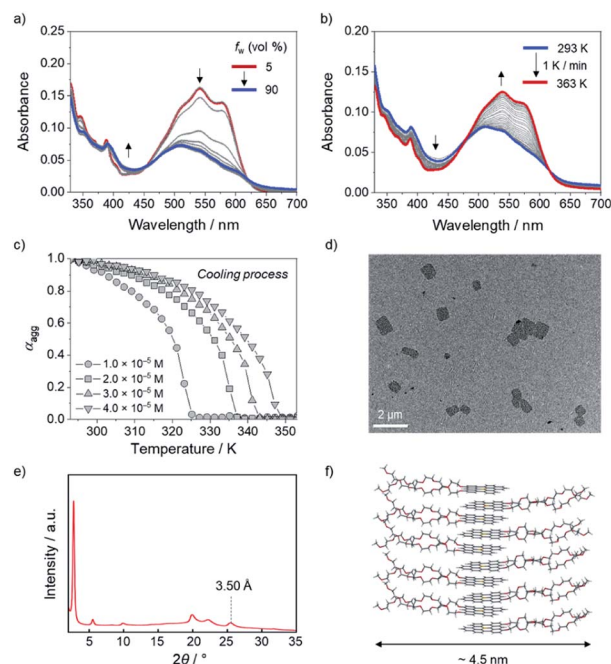 a)
f_w (vol %)
5
90
0.25
0.20
0.15
0.10
0.05
0.00
Absorbance
350 400 450 500 550 600 650 700
Wavelength / nm
b)
293 K
1 K / min
363 K
0.20
0.15
0.10
0.05
0.00
Absorbance
350 400 450 500 550 600 650 700
Wavelength / nm
c)
Cooling process
1.0
0.8
0.6
0.4
0.2
0.0
α_agg
1.0 × 10⁻⁵ M
2.0 × 10⁻⁵ M
3.0 × 10⁻⁵ M
4.0 × 10⁻⁵ M
300 310 320 330 340 350
Temperature / K
d)
2 μm
e)
3.50 Å
Intensity / a.u.
5 10 15 20 25 30 35
2θ / °
f)
~ 4.5 nm